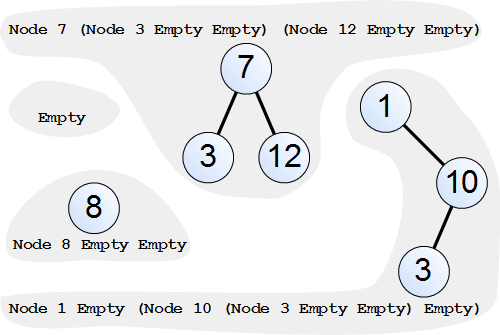 Node 7 (Node 3 Empty Empty) (Node 12 Empty Empty)
7
3
12
Empty
1
10
3
8
Node 8 Empty Empty
Node 1 Empty (Node 10 (Node 3 Empty Empty) Empty)